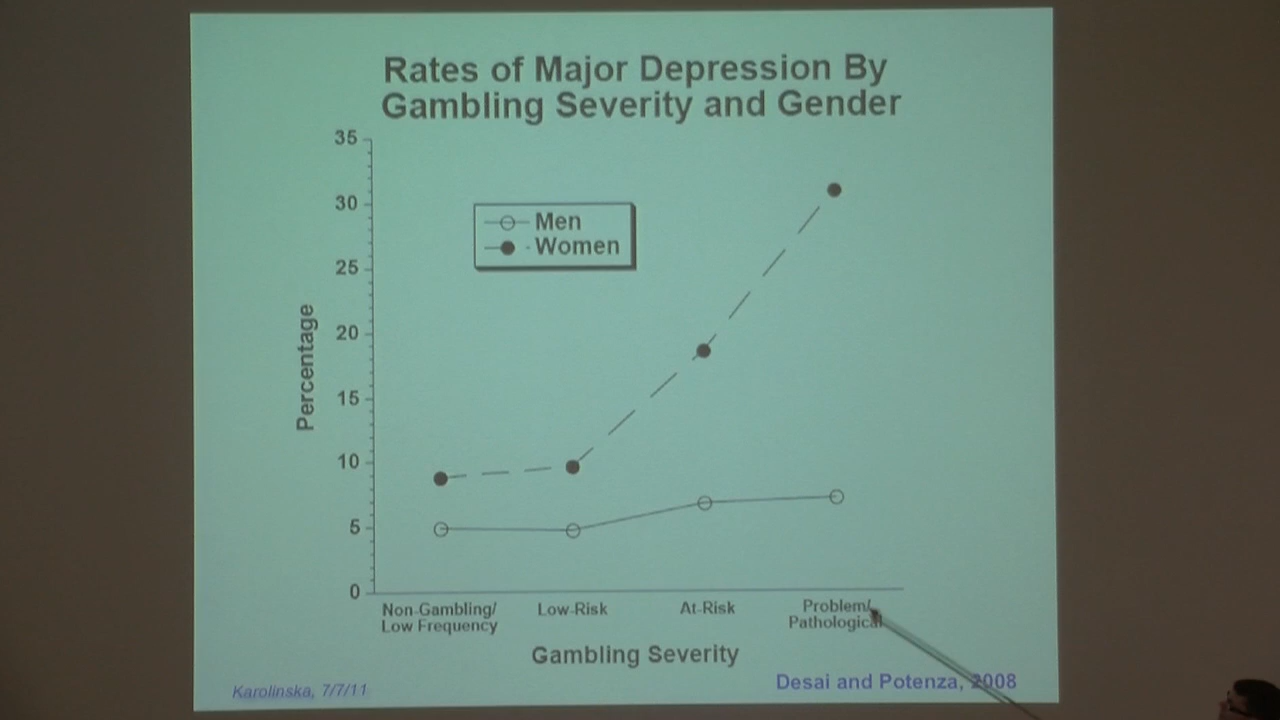 Rates of Major Depression By
Gambling Severity and Gender
35
30
25
20
15
10
5
0
Percentage
Men
Women
Non-Gambling/
Low Frequency
Low-Risk
At-Risk
Problem/
Pathological
Gambling Severity
Karolinska, 7/7/11
Desai and Potenza, 2008